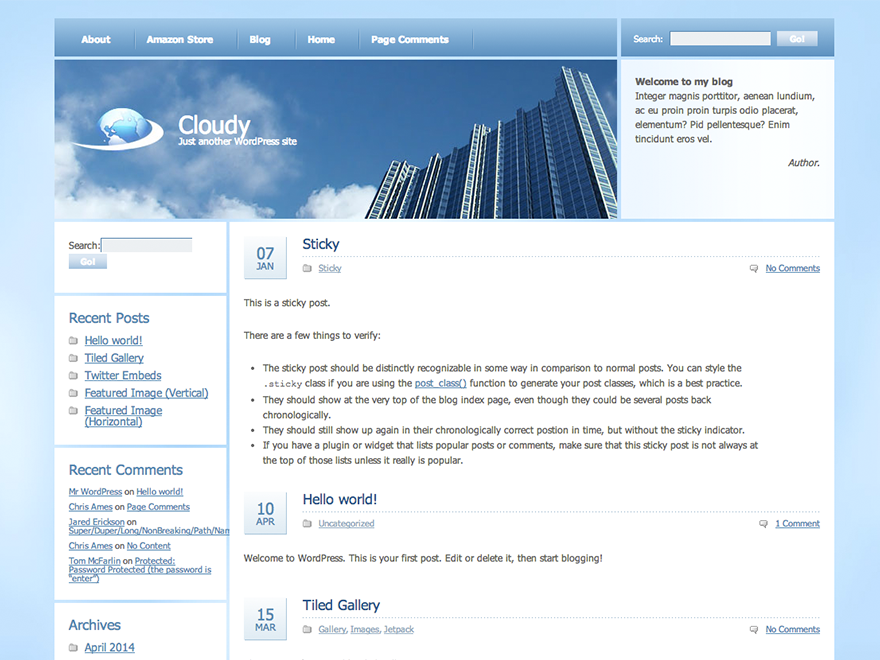 About
Amazon Store
Blog
Home
Page Comments
Search:
Go!
Cloudy
Just another WordPress site
Welcome to my blog
Integer magnis porttitor, aenean lundium,
ac eu proin proin turpis odio placerat,
elementum? Pid pellentesque? Enim
tincidunt eros vel.
Author.
Search:
Go!
Recent Posts
Hello world!
Tiled Gallery
Twitter Embeds
Featured Image (Vertical)
Featured Image
(Horizontal)
Recent Comments
Mr WordPress on Hello world!
Chris Ames on Page Comments
Jared Erickson on
Super/Duper/Long/NonBreaking/Path/Nam
Chris Ames on No Content
Tom McFarlin on Protected:
Password Protected (the password is
"enter")
Archives
April 2014
07
JAN
Sticky
Sticky
No Comments
This is a sticky post.
There are a few things to verify:
• The sticky post should be distinctly recognizable in some way in comparison to normal posts. You can style the
.sticky class if you are using the post_class() function to generate your post classes, which is a best practice.
• They should show at the very top of the blog index page, even though they could be several posts back
chronologically.
• They should still show up again in their chronologically correct postion in time, but without the sticky indicator.
• If you have a plugin or widget that lists popular posts or comments, make sure that this sticky post is not always at
the top of those lists unless it really is popular.
10
APR
Hello world!
Uncategorized
1 Comment
Welcome to WordPress. This is your first post. Edit or delete it, then start blogging!
15
MAR
Tiled Gallery
Gallery, Images, Jetpack
No Comments